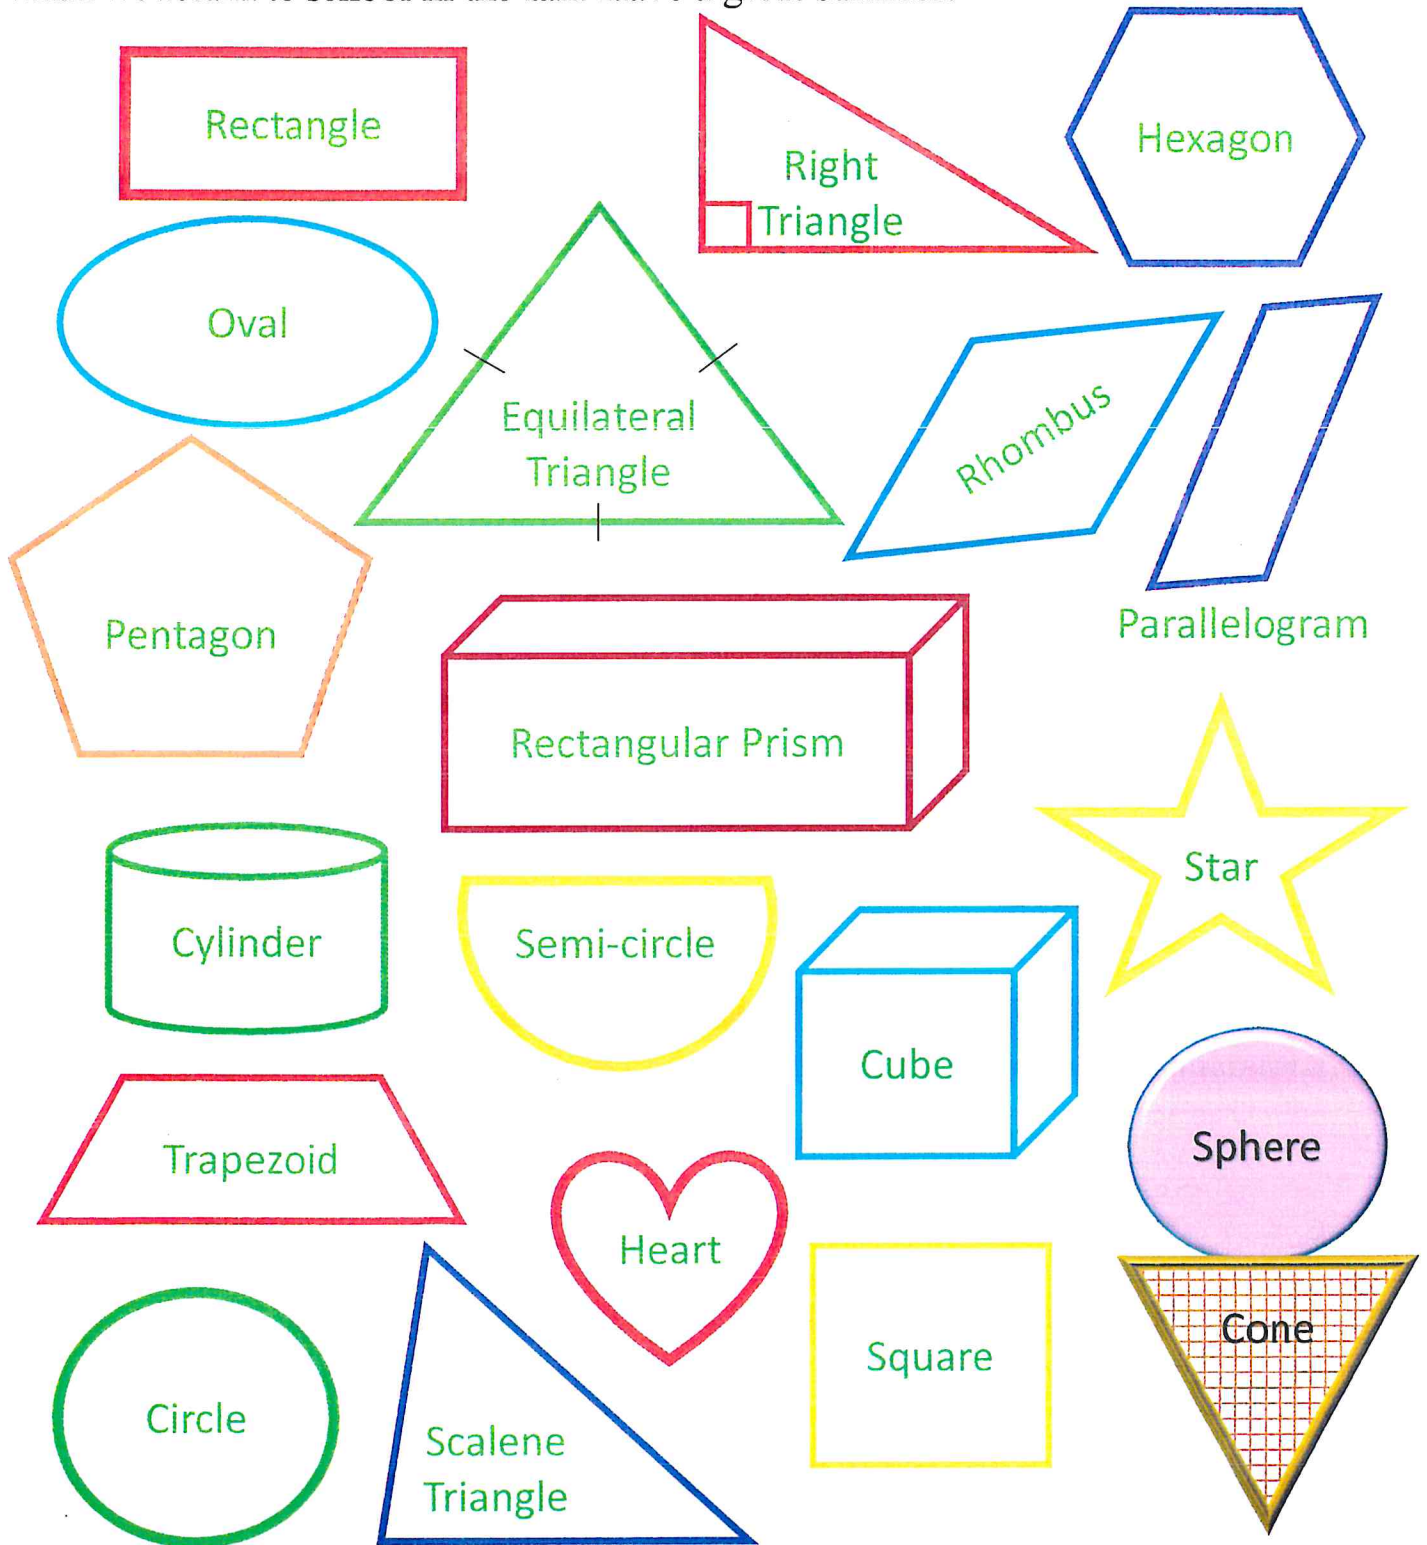 Rectangle
Right
Triangle
Hexagon
Oval
Equilateral
Triangle
Rhombus
Pentagon
Parallelogram
Rectangular Prism
Star
Cylinder
Semi-circle
Cube
Sphere
Trapezoid
Heart
Cone
Square
Circle
Scalene
Triangle